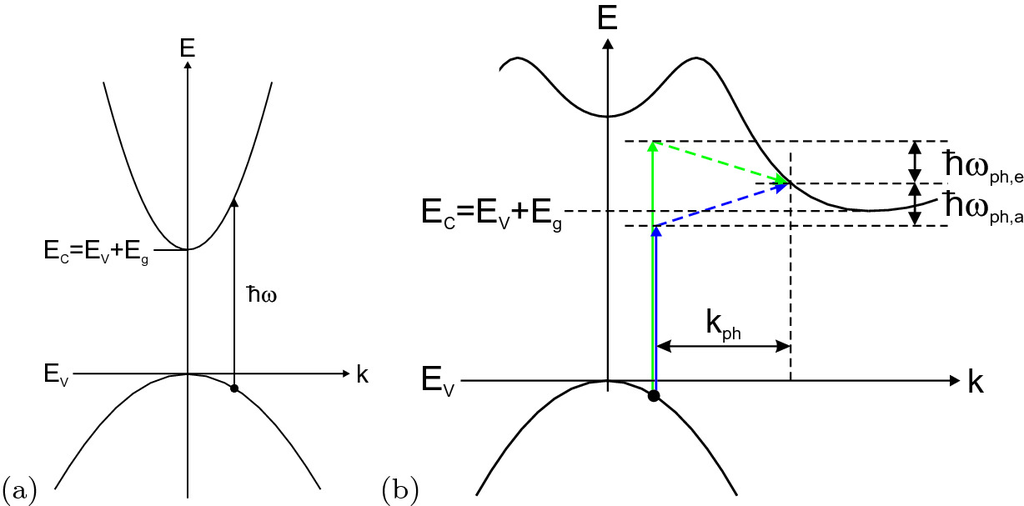 E
E_C=E_V+E_g
ħω
E_V
k
(a)
E
ħω_ph,e
ħω_ph,a
E_C=E_V+E_g
k_ph
E_V
k
(b)